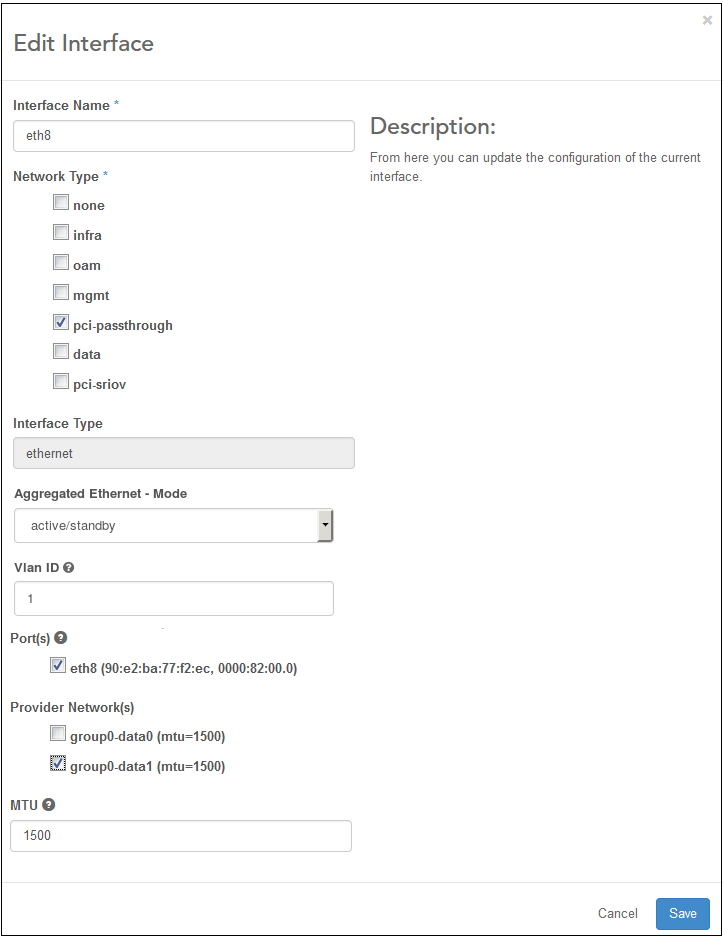 ×
Edit Interface
Interface Name *
eth8
Description:
From here you can update the configuration of the current
interface.
Network Type *
none
infra
oam
mgmt
pci-passthrough
data
pci-sriov
Interface Type
ethernet
Aggregated Ethernet - Mode
active/standby
Vlan ID ?
1
Port(s) ?
eth8 (90:e2:ba:77:f2:ec, 0000:82:00.0)
Provider Network(s)
group0-data0 (mtu=1500)
group0-data1 (mtu=1500)
MTU ?
1500
Cancel Save